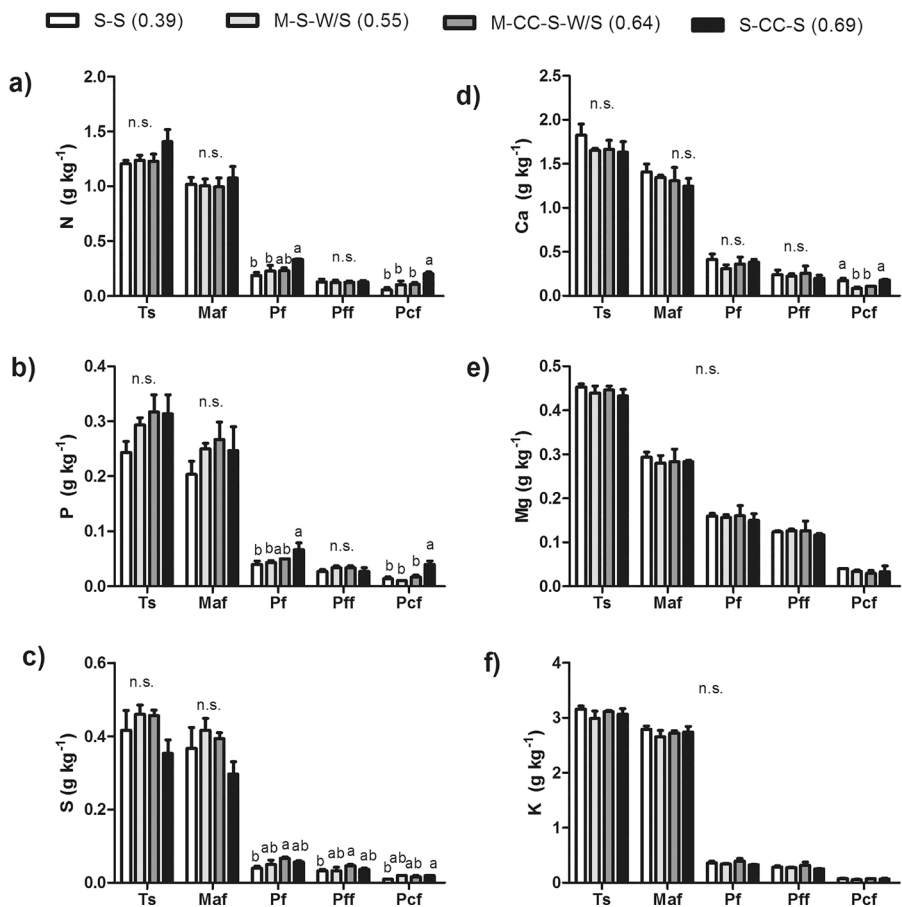 S-S (0.39) M-S-W/S (0.55) M-CC-S-W/S (0.64) S-CC-S (0.69)
a)
N (g kg-1)
2.0
1.5
1.0
0.5
0.0
n.s.
n.s.
b b ab a
n.s.
b b b a
Ts Maf Pf Pff Pcf
b)
P (g kg-1)
0.4
0.3
0.2
0.1
0.0
n.s.
n.s.
b b ab a
n.s.
b b b a
Ts Maf Pf Pff Pcf
c)
S (g kg-1)
0.6
0.4
0.2
0.0
n.s.
n.s.
b ab a ab
b ab a ab
b ab ab a
Ts Maf Pf Pff Pcf
d)
Ca (g kg-1)
2.5
2.0
1.5
1.0
0.5
0.0
n.s.
n.s.
n.s.
n.s.
a b b a
Ts Maf Pf Pff Pcf
e)
Mg (g kg-1)
0.5
0.4
0.3
0.2
0.1
0.0
n.s.
Ts Maf Pf Pff Pcf
f)
K (g kg-1)
4
3
2
1
0
n.s.
Ts Maf Pf Pff Pcf